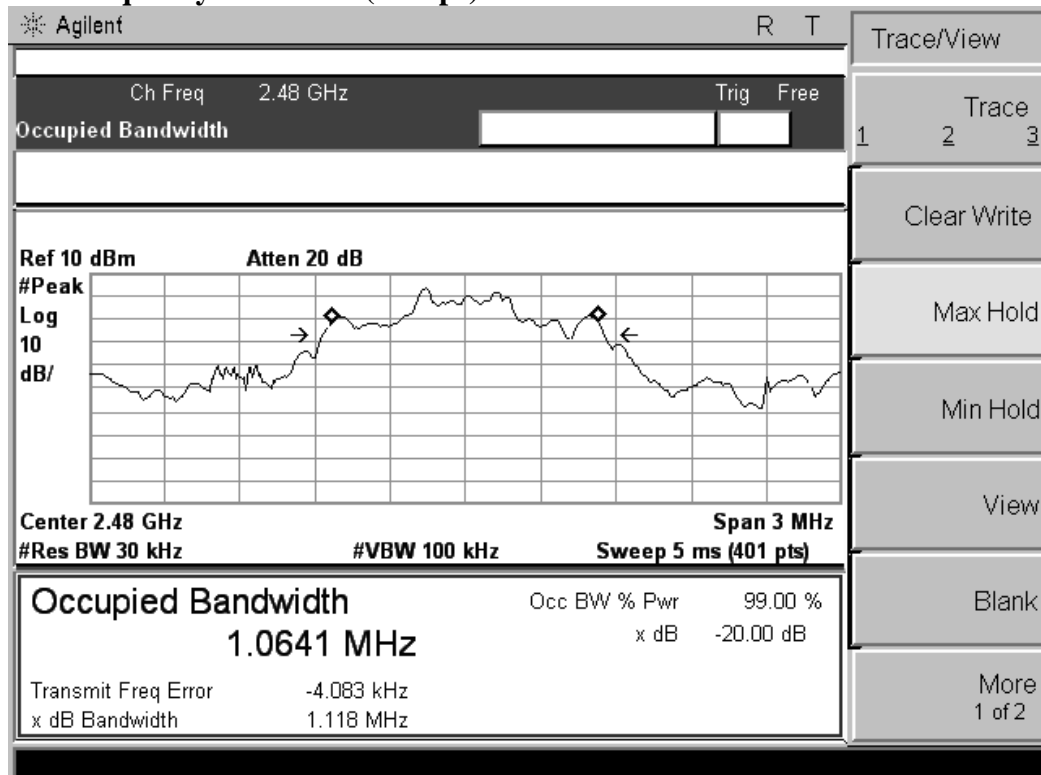 Agilent R T
Ch Freq 2.48 GHz Trig Free
Occupied Bandwidth
Ref 10 dBm Atten 20 dB
#Peak
Log
10
dB/
Center 2.48 GHz Span 3 MHz
#Res BW 30 kHz #VBW 100 kHz Sweep 5 ms (401 pts)
Occupied Bandwidth Occ BW % Pwr 99.00 %
1.0641 MHz x dB -20.00 dB
Transmit Freq Error -4.083 kHz
x dB Bandwidth 1.118 MHz
Trace/View
Trace
1 2 3
Clear Write
Max Hold
Min Hold
View
Blank
More
1 of 2